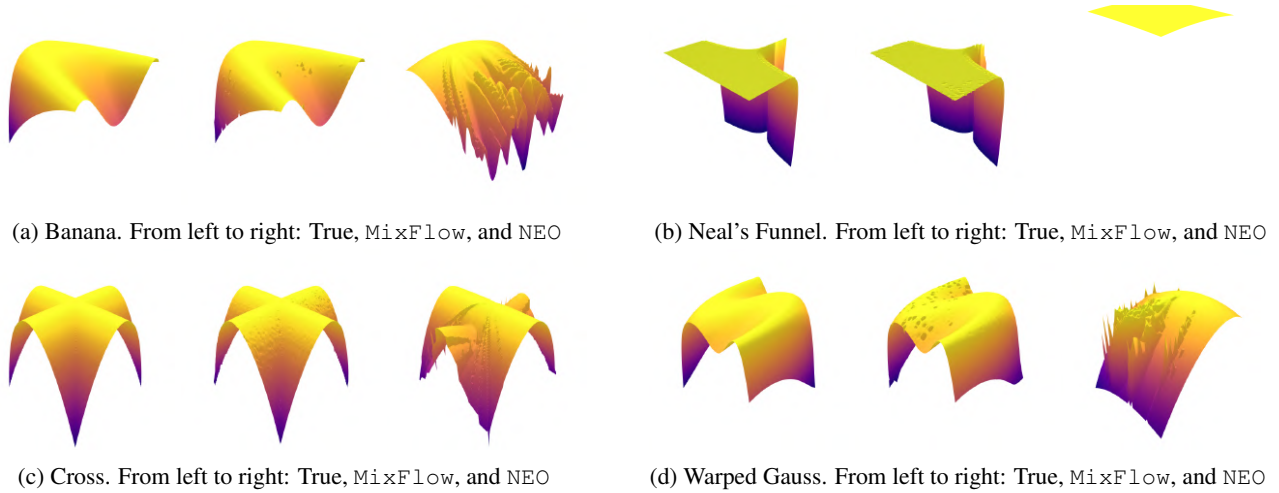 (a) Banana. From left to right: True, MixFlow, and NEO
(b) Neal's Funnel. From left to right: True, MixFlow, and NEO
(c) Cross. From left to right: True, MixFlow, and NEO
(d) Warped Gauss. From left to right: True, MixFlow, and NEO